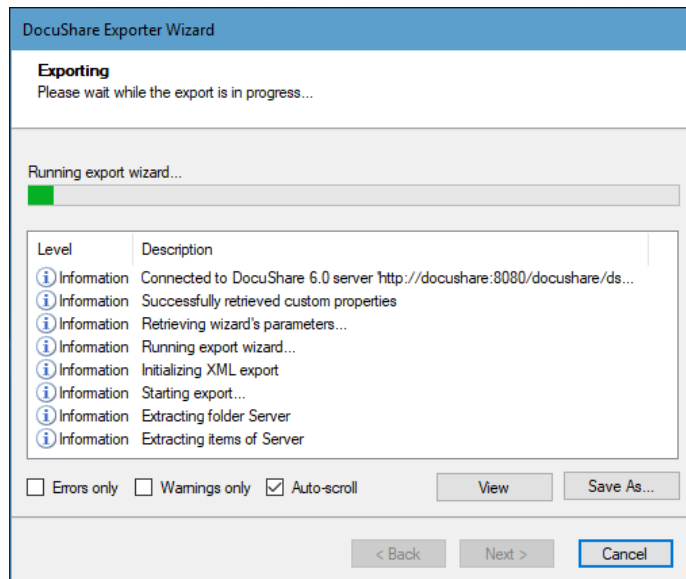 DocuShare Exporter Wizard
Exporting
Please wait while the export is in progress...
Running export wizard...
Level Description
Information Connected to DocuShare 6.0 server 'http://docushare:8080/docushare/ds...
Information Successfully retrieved custom properties
Information Retrieving wizard's parameters...
Information Running export wizard...
Information Initializing XML export
Information Starting export...
Information Extracting folder Server
Information Extracting items of Server
Errors only Warnings only Auto-scroll View Save As...
< Back Next > Cancel